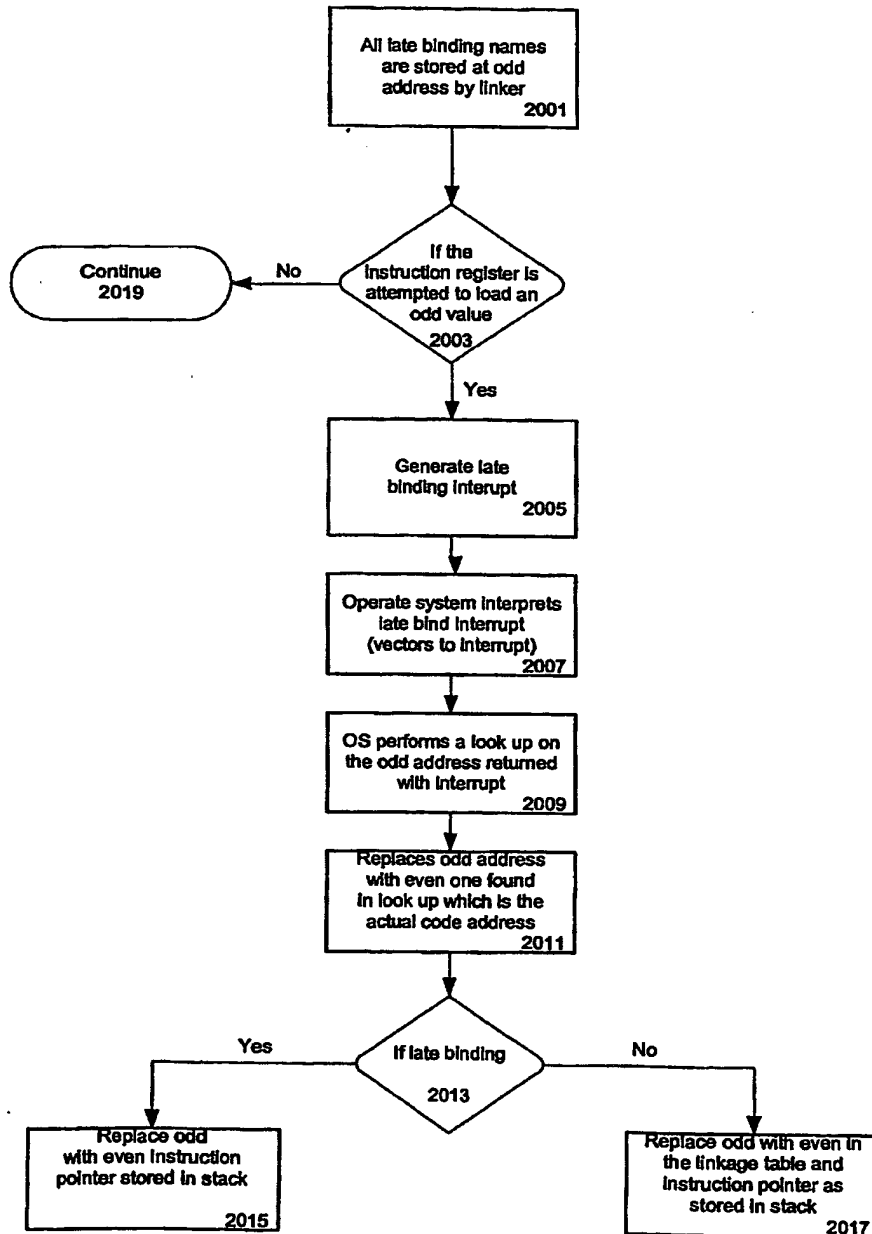 All late binding names
are stored at odd
address by linker
2001
If the
instruction register is
attempted to load an
odd value
2003
No
Continue
2019
Yes
Generate late
binding interupt
2005
Operate system interprets
late bind interrupt
(vectors to interrupt)
2007
OS performs a look up on
the odd address returned
with interrupt
2009
Replaces odd address
with even one found
in look up which is the
actual code address
2011
If late binding
2013
Yes
No
Replace odd
with even instruction
pointer stored in stack
2015
Replace odd with even in
the linkage table and
instruction pointer as
stored in stack
2017